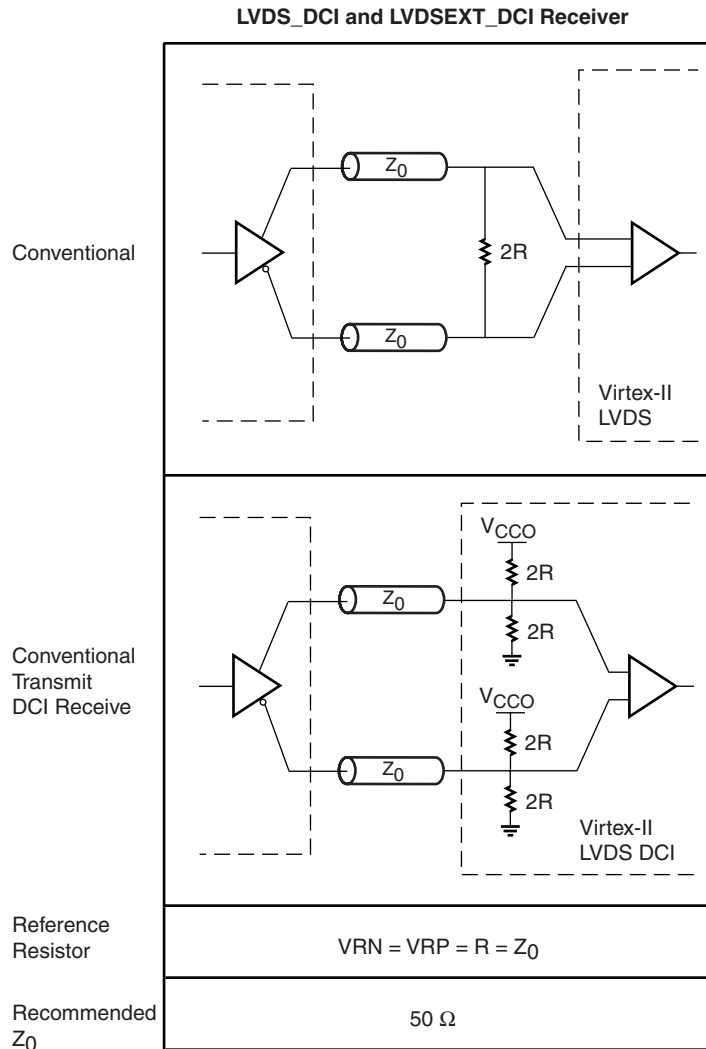 LVDS_DCI and LVDSEXT_DCI Receiver
Conventional
Z0
2R
Z0
Virtex-II
LVDS
Conventional
Transmit
DCI Receive
VCCO
2R
Z0
2R
VCCO
2R
Z0
2R
Virtex-II
LVDS DCI
Reference
Resistor
VRN = VRP = R = Z0
Recommended
Z0
50 Ω